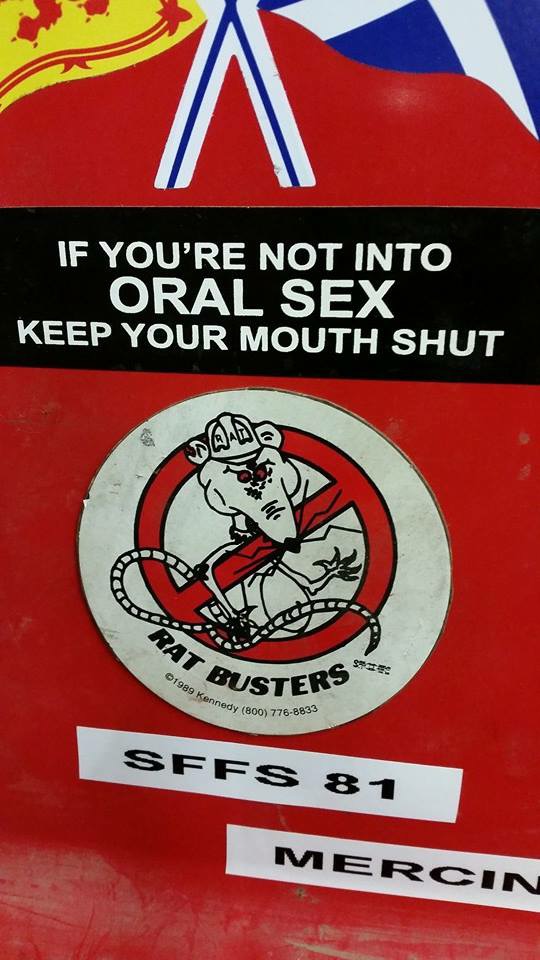 IF YOU'RE NOT INTO
ORAL SEX
KEEP YOUR MOUTH SHUT
RAT
RAT BUSTERS
©1989 Kennedy (800) 776-8833
SFFS 81
MERCIN